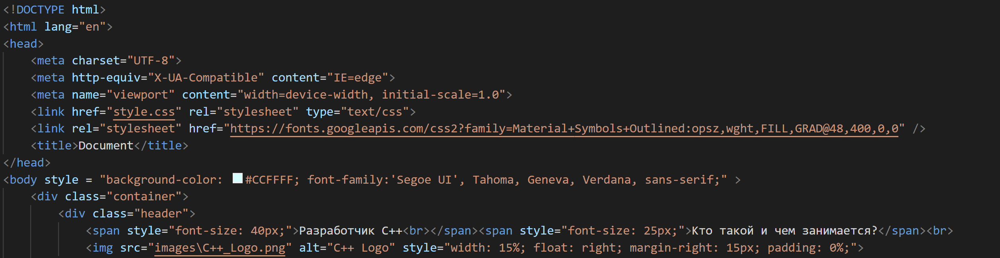 <!DOCTYPE html>
<html lang="en">
<head>
<meta charset="UTF-8">
<meta http-equiv="X-UA-Compatible" content="IE=edge">
<meta name="viewport" content="width=device-width, initial-scale=1.0">
<link href="style.css" rel="stylesheet" type="text/css">
<link rel="stylesheet" href="https://fonts.googleapis.com/css2?family=Material+Symbols+Outlined:opsz,wght,FILL,GRAD@48,400,0,0" />
<title>Document</title>
</head>
<body style = "background-color: #CCFFFF; font-family:'Segoe UI', Tahoma, Geneva, Verdana, sans-serif;" >
<div class="container">
<div class="header">
<span style="font-size: 40px;">Разработчик C++<br></span><span style="font-size: 25px;">Кто такой и чем занимается?</span><br>
<img src="images\C++_Logo.png" alt="C++ Logo" style="width: 15%; float: right; margin-right: 15px; padding: 0%;">